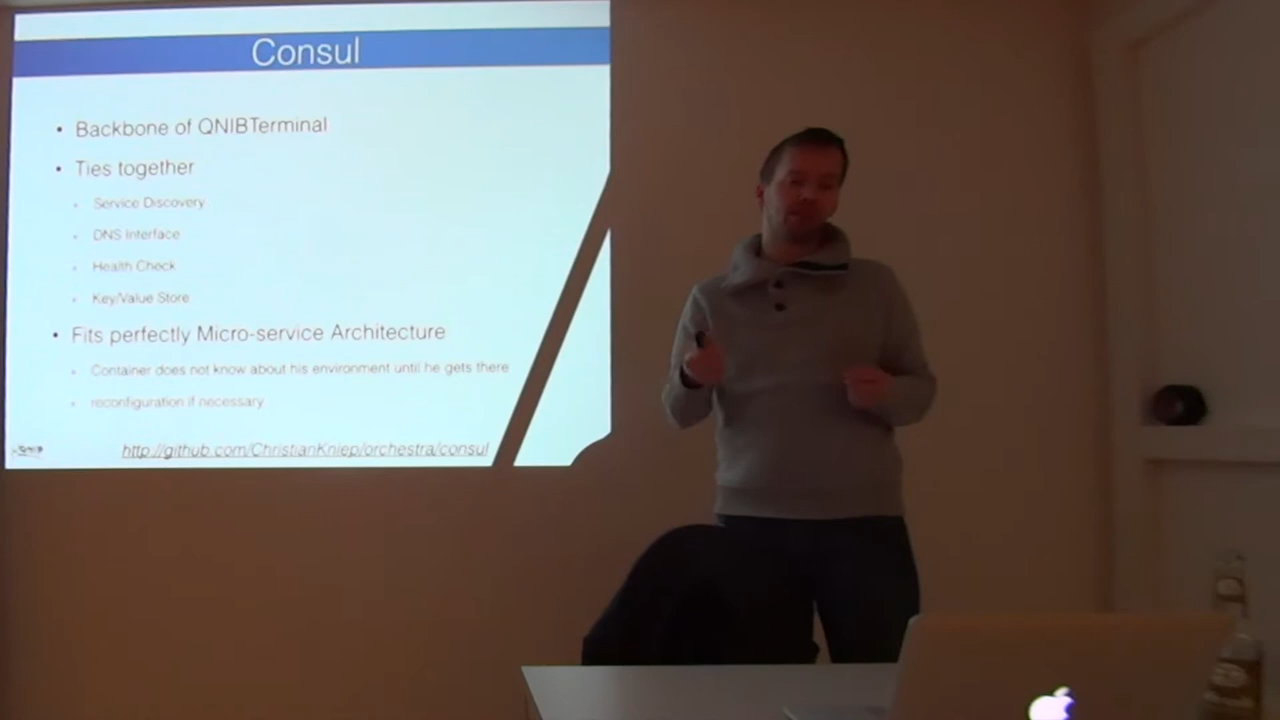 Consul
• Backbone of QNIBTerminal
• Ties together
• Service Discovery
• DNS Interface
• Health Check
• Key/Value Store
• Fits perfectly Micro-service Architecture
• Container does not know about his environment until he gets there
• reconfiguration if necessary
http://github.com/ChristianKniep/orchestra/consul